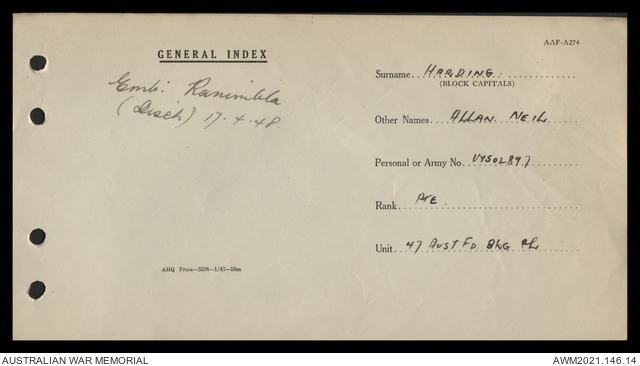 GENERAL INDEX
Emb: Kanimbla
(Disch) 17-4-48.
AHQ Press—3508—1/47—50m
AAF-A274
Surname HARDING
(BLOCK CAPITALS)
Other Names ALLAN NEIL
Personal or Army No. VX502897
Rank PTE
Unit 47 AUST FD. BKG PL
AUSTRALIAN WAR MEMORIAL
AWM2021.146.14